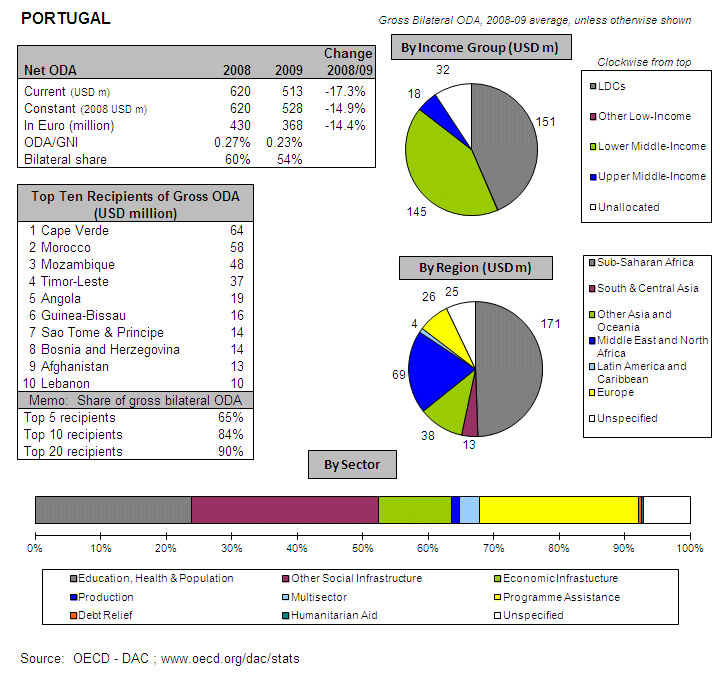 PORTUGAL
Gross Bilateral ODA, 2008-09 average, unless otherwise shown
Net ODA 2008 2009 Change 2008/09
Current (USD m) 620 513 -17.3%
Constant (2008 USD m) 620 528 -14.9%
In Euro (million) 430 368 -14.4%
ODA/GNI 0.27% 0.23%
Bilateral share 60% 54%
By Income Group (USD m)
32
18
151
145
Clockwise from top
LDCs
Other Low-Income
Lower Middle-Income
Upper Middle-Income
Unallocated
Top Ten Recipients of Gross ODA
(USD million)
1 Cape Verde 64
2 Morocco 58
3 Mozambique 48
4 Timor-Leste 37
5 Angola 19
6 Guinea-Bissau 16
7 Sao Tome & Principe 14
8 Bosnia and Herzegovina 14
9 Afghanistan 13
10 Lebanon 10
Memo: Share of gross bilateral ODA
Top 5 recipients 65%
Top 10 recipients 84%
Top 20 recipients 90%
By Region (USD m)
25
26
171
4
69
38
13
Sub-Saharan Africa
South & Central Asia
Other Asia and
Oceania
Middle East and North
Africa
Latin America and
Caribbean
Europe
Unspecified
By Sector
0% 10% 20% 30% 40% 50% 60% 70% 80% 90% 100%
Education, Health & Population Other Social Infrastructure Economic Infrastucture
Production Multisector Programme Assistance
Debt Relief Humanitarian Aid Unspecified
Source: OECD - DAC ; www.oecd.org/dac/stats